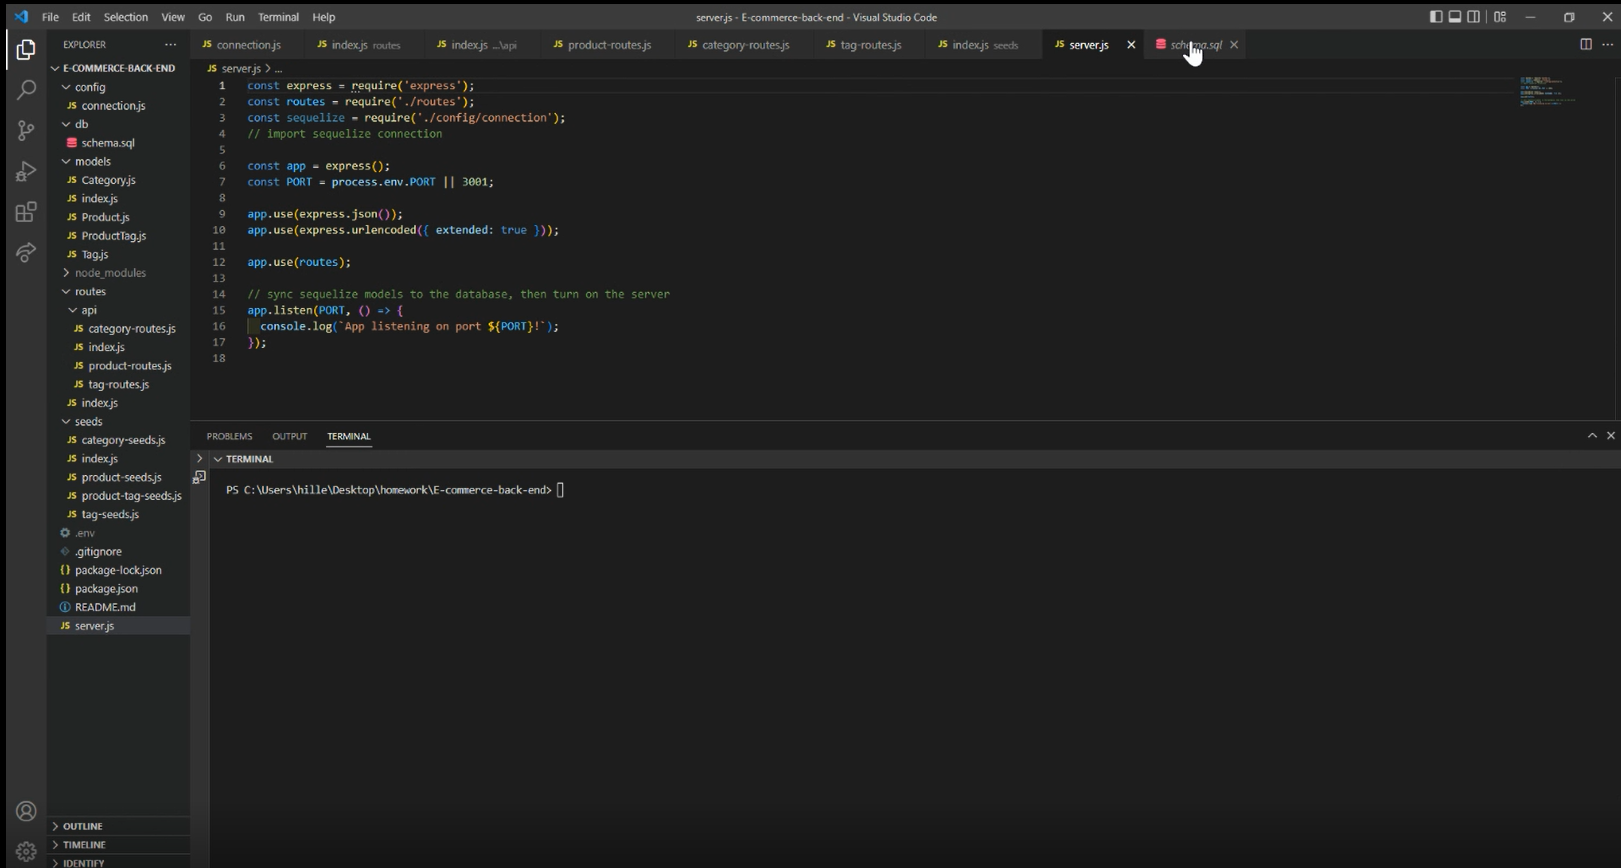 File Edit Selection View Go Run Terminal Help
server.js - E-commerce-back-end - Visual Studio Code
EXPLORER
E-COMMERCE-BACK-END
config
JS connection.js
db
schema.sql
models
JS Category.js
JS index.js
JS Product.js
JS ProductTag.js
JS Tag.js
node_modules
routes
api
JS category-routes.js
JS index.js
JS product-routes.js
JS tag-routes.js
JS index.js
seeds
JS category-seeds.js
JS index.js
JS product-seeds.js
JS product-tag-seeds.js
JS tag-seeds.js
.env
.gitignore
{} package-lock.json
{} package.json
README.md
JS server.js
OUTLINE
TIMELINE
IDENTIFY
JS connection.js JS index.js routes JS index.js ...\api JS product-routes.js JS category-routes.js JS tag-routes.js JS index.js seeds JS server.js schema.sql
JS server.js > ...
1 const express = require('express');
2 const routes = require('./routes');
3 const sequelize = require('./config/connection');
4 // import sequelize connection
5
6 const app = express();
7 const PORT = process.env.PORT || 3001;
8
9 app.use(express.json());
10 app.use(express.urlencoded({ extended: true }));
11
12 app.use(routes);
13
14 // sync sequelize models to the database, then turn on the server
15 app.listen(PORT, () => {
16 console.log(`App listening on port ${PORT}!`);
17 });
18
PROBLEMS OUTPUT TERMINAL
TERMINAL
PS C:\Users\hille\Desktop\homework\E-commerce-back-end>